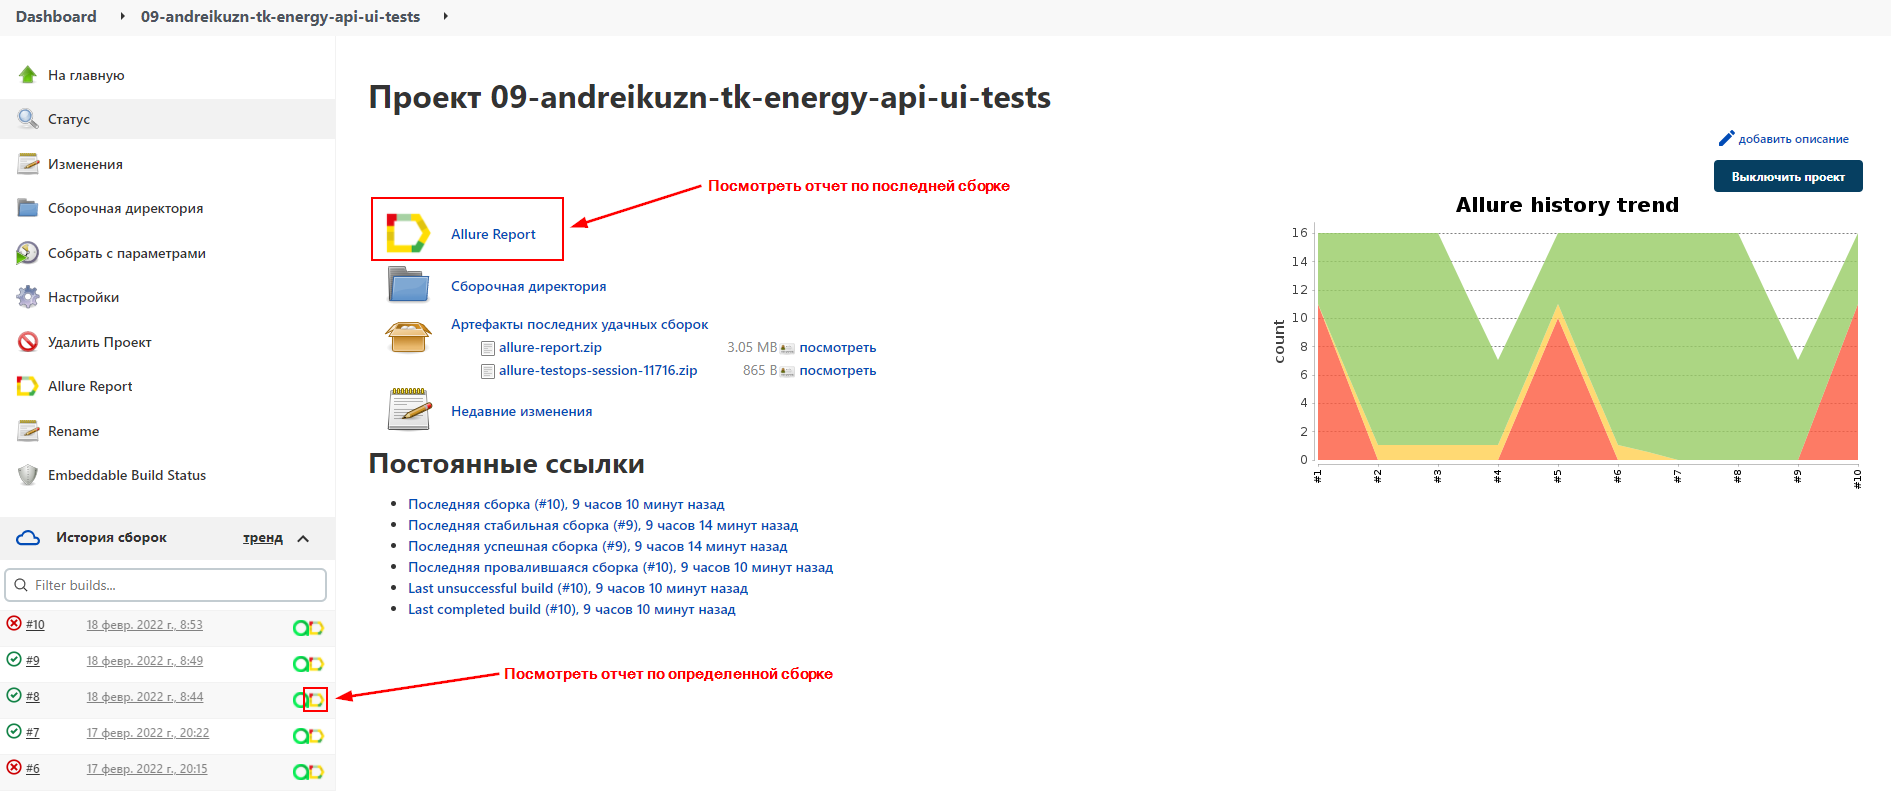 Dashboard
09-andreikuzn-tk-energy-api-ui-tests
На главную
Статус
Изменения
Сборочная директория
Собрать с параметрами
Настройки
Удалить Проект
Allure Report
Rename
Embeddable Build Status
История сборок
тренд
Filter builds...
#10 18 февр. 2022 г., 8:53
#9 18 февр. 2022 г., 8:49
#8 18 февр. 2022 г., 8:44
#7 17 февр. 2022 г., 20:22
#6 17 февр. 2022 г., 20:15
Проект 09-andreikuzn-tk-energy-api-ui-tests
добавить описание
Выключить проект
Посмотреть отчет по последней сборке
Allure Report
Сборочная директория
Артефакты последних удачных сборок
allure-report.zip 3.05 MB посмотреть
allure-testops-session-11716.zip 865 B посмотреть
Недавние изменения
Постоянные ссылки
Последняя сборка (#10), 9 часов 10 минут назад
Последняя стабильная сборка (#9), 9 часов 14 минут назад
Последняя успешная сборка (#9), 9 часов 14 минут назад
Последняя провалившаяся сборка (#10), 9 часов 10 минут назад
Last unsuccessful build (#10), 9 часов 10 минут назад
Last completed build (#10), 9 часов 10 минут назад
Посмотреть отчет по определенной сборке
Allure history trend
count
16
14
12
10
8
6
4
2
0
#1 #2 #3 #4 #5 #6 #7 #8 #9 #10